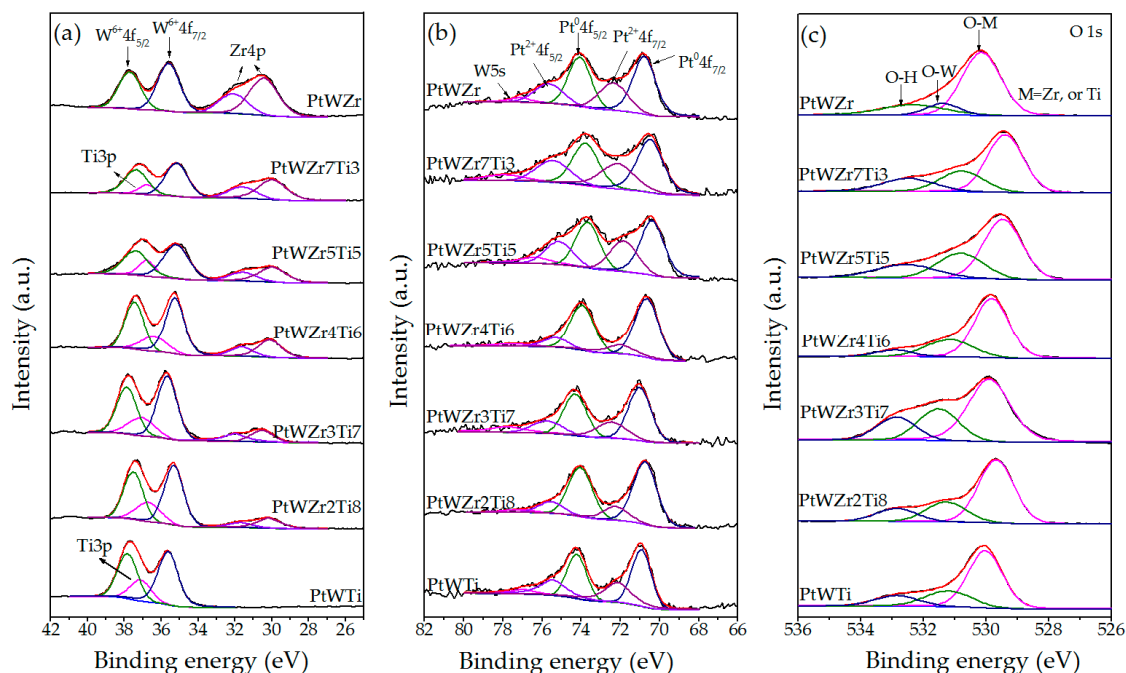 (a)
W⁶⁺4f₅/₂
W⁶⁺4f₇/₂
Zr4p
PtWZr
Ti3p
PtWZr7Ti3
PtWZr5Ti5
PtWZr4Ti6
PtWZr3Ti7
PtWZr2Ti8
Ti3p
PtWTi
Intensity (a.u.)
42 40 38 36 34 32 30 28 26
Binding energy (eV)
(b)
Pt⁰4f₅/₂
Pt²⁺4f₅/₂
Pt²⁺4f₇/₂
W5s
Pt⁰4f₇/₂
PtWZr
PtWZr7Ti3
PtWZr5Ti5
PtWZr4Ti6
PtWZr3Ti7
PtWZr2Ti8
PtWTi
Intensity (a.u.)
82 80 78 76 74 72 70 68 66
Binding energy (eV)
(c)
O-M
O 1s
O-H
O-W
M=Zr, or Ti
PtWZr
PtWZr7Ti3
PtWZr5Ti5
PtWZr4Ti6
PtWZr3Ti7
PtWZr2Ti8
PtWTi
Intensity (a.u.)
536 534 532 530 528 526
Binding energy (eV)